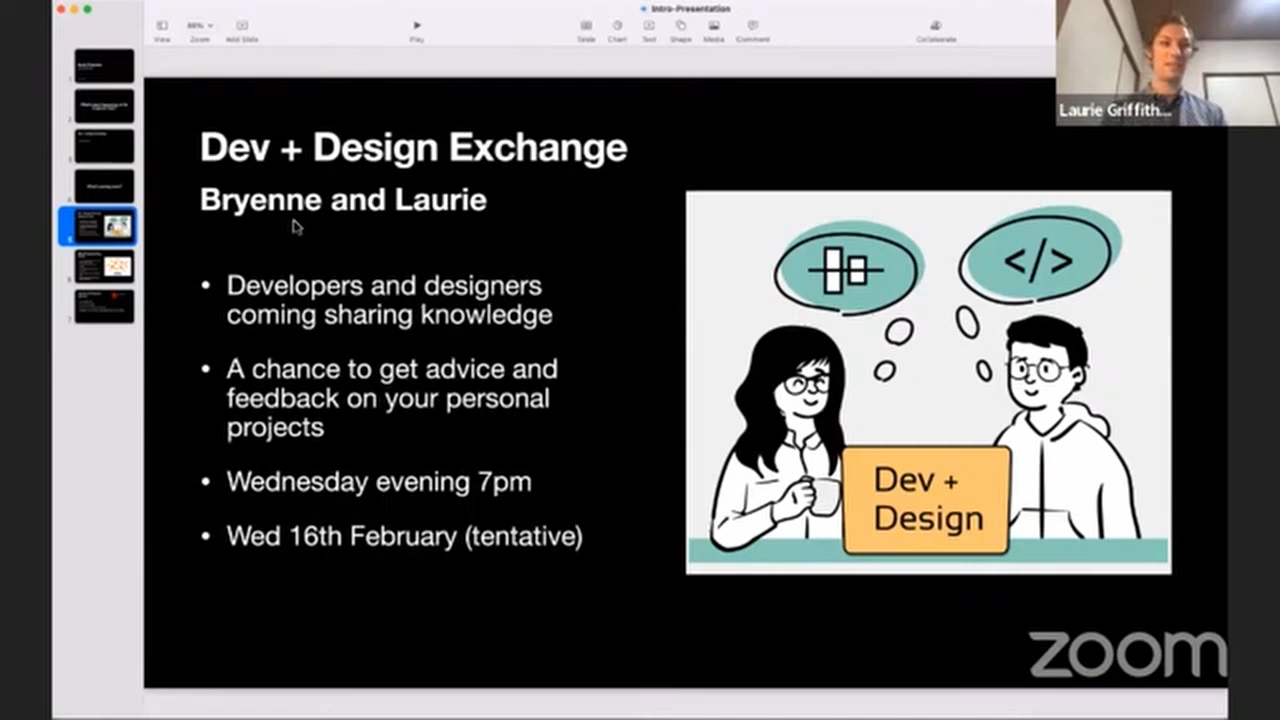 Intro-Presentation
View
Zoom
Add Slide
Play
Table
Chart
Text
Shape
Media
Comment
Collaborate
Laurie Griffith...
Dev + Design Exchange
Bryenne and Laurie
• Developers and designers
coming sharing knowledge
• A chance to get advice and
feedback on your personal
projects
• Wednesday evening 7pm
• Wed 16th February (tentative)
</>
Dev +
Design
zoom